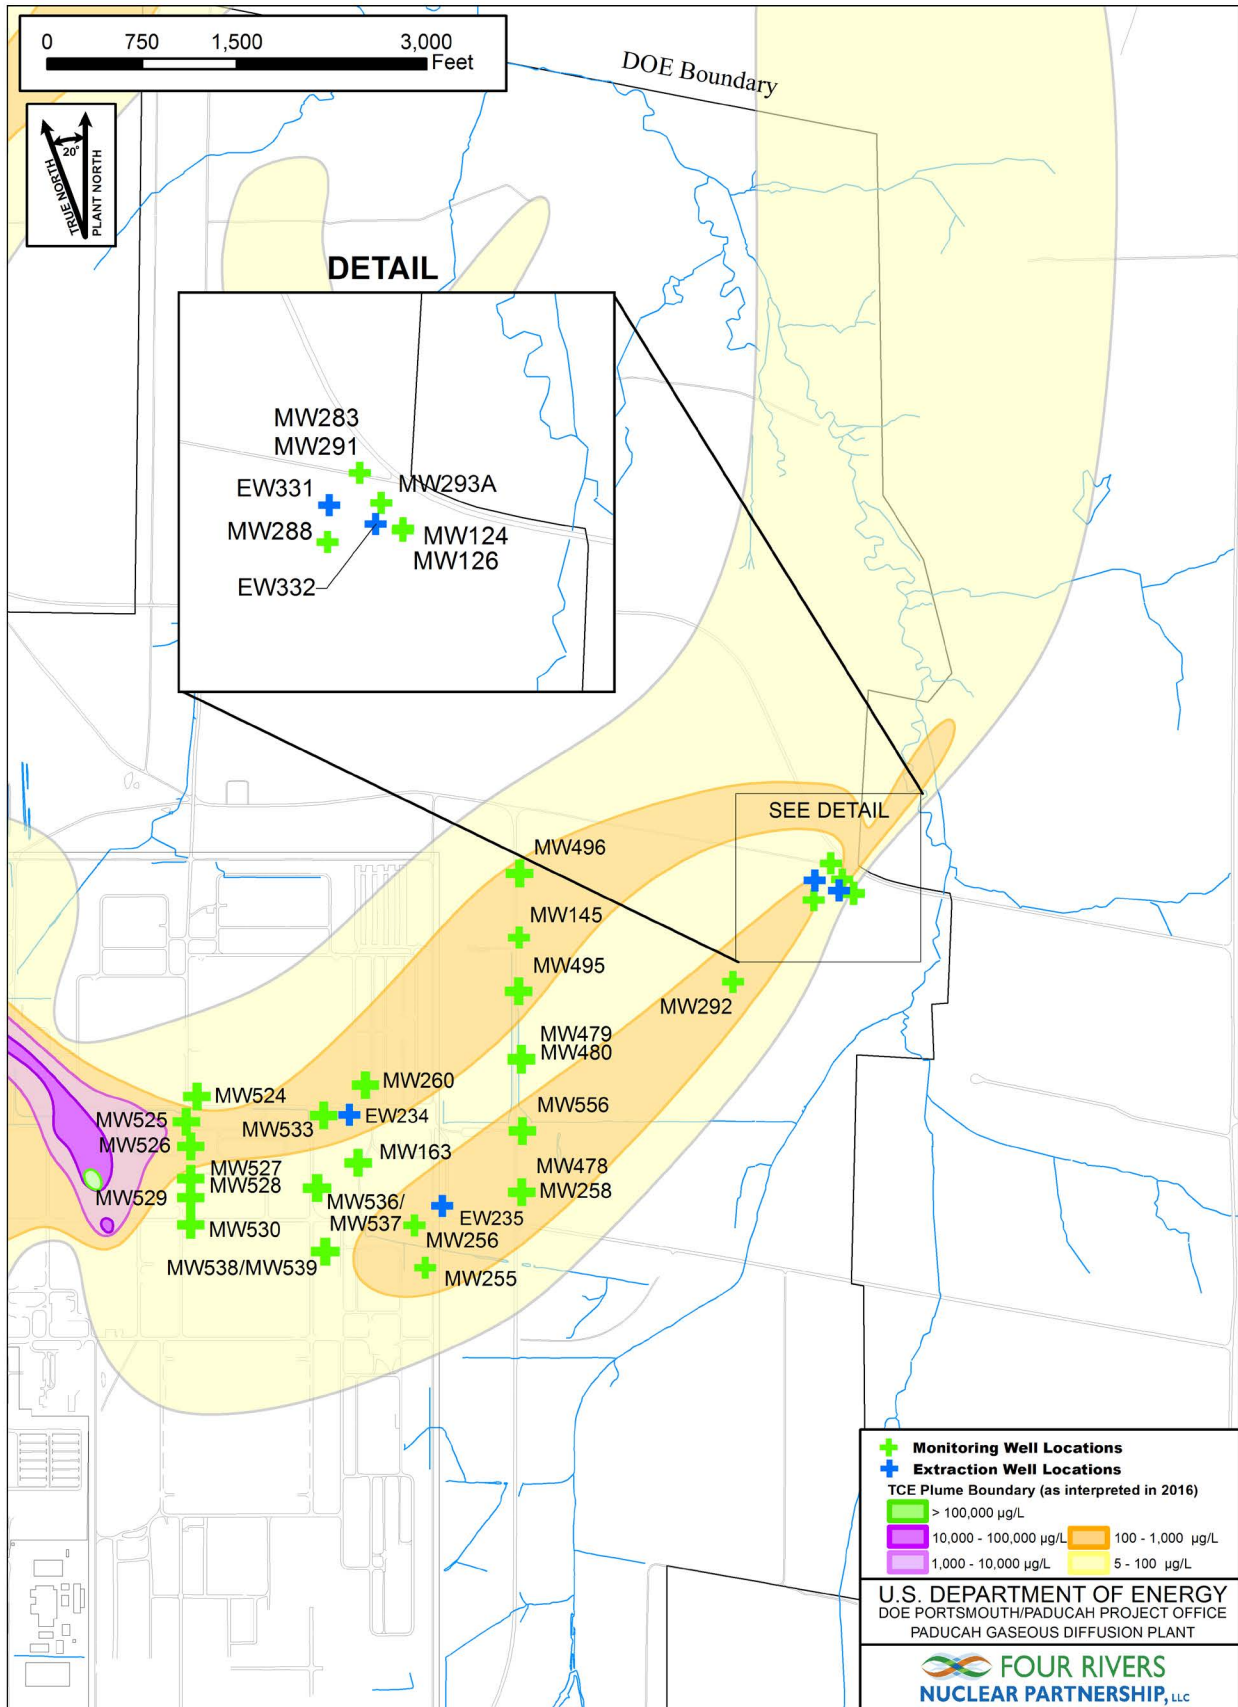 0 750 1,500 3,000
Feet
DOE Boundary
20°
TRUE NORTH
PLANT NORTH
DETAIL
MW283
MW291
EW331
MW293A
MW288
MW124
MW126
EW332
SEE DETAIL
MW496
MW145
MW495
MW292
MW479
MW480
MW260
MW524
MW525
MW533
EW234
MW556
MW526
MW163
MW527
MW528
MW529
MW478
MW258
MW536/
MW537
EW235
MW530
MW256
MW538/MW539
MW255
Monitoring Well Locations
Extraction Well Locations
TCE Plume Boundary (as interpreted in 2016)
> 100,000 µg/L
10,000 - 100,000 µg/L 100 - 1,000 µg/L
1,000 - 10,000 µg/L 5 - 100 µg/L
U.S. DEPARTMENT OF ENERGY
DOE PORTSMOUTH/PADUCAH PROJECT OFFICE
PADUCAH GASEOUS DIFFUSION PLANT
FOUR RIVERS
NUCLEAR PARTNERSHIP, LLC